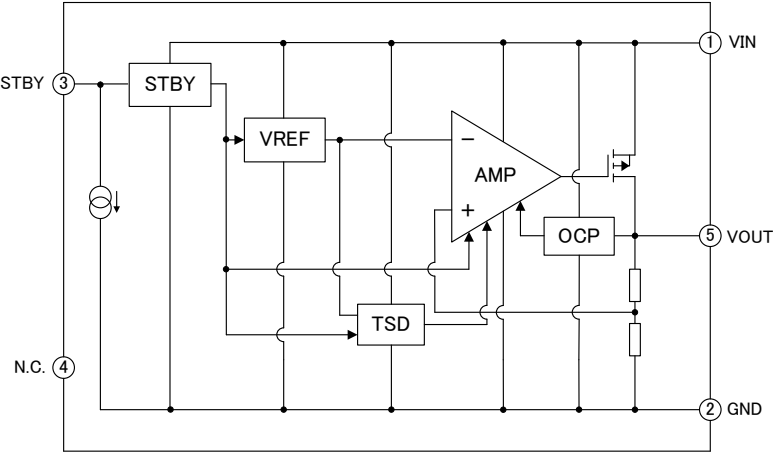 1 VIN
STBY 3
STBY
VREF
−
AMP
+
OCP
5 VOUT
TSD
N.C. 4
2 GND